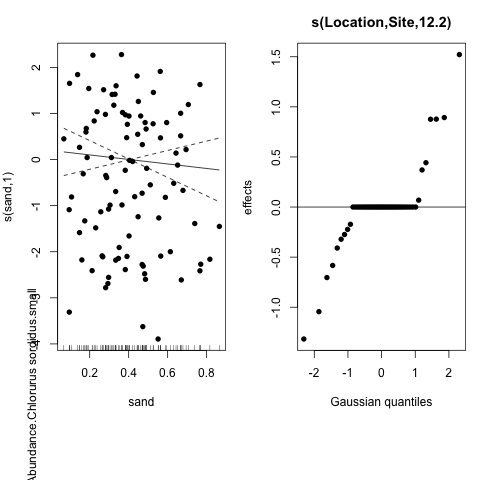 s(Location,Site,12.2)
s(sand,1)
2
1
0
-1
-2
-3
-4
0.2 0.4 0.6 0.8
sand
Abundance.Chlorurus sorgidus.small
effects
1.5
1.0
0.5
0.0
-0.5
-1.0
-2 -1 0 1 2
Gaussian quantiles